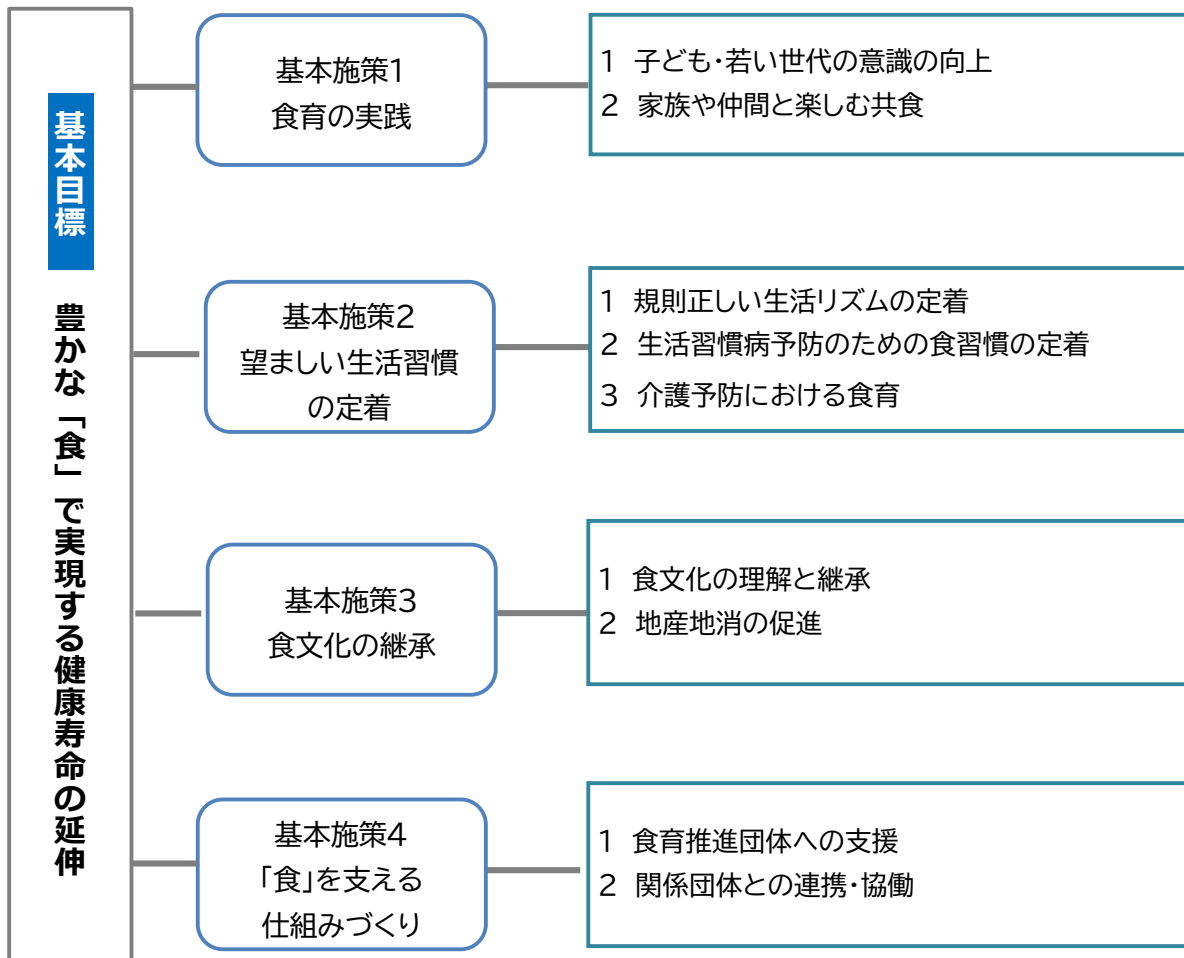 基本目標
豊かな「食」で実現する健康寿命の延伸
基本施策1
食育の実践
1 子ども・若い世代の意識の向上
2 家族や仲間と楽しむ共食
基本施策2
望ましい生活習慣
の定着
1 規則正しい生活リズムの定着
2 生活習慣病予防のための食習慣の定着
3 介護予防における食育
基本施策3
食文化の継承
1 食文化の理解と継承
2 地産地消の促進
基本施策4
「食」を支える
仕組みづくり
1 食育推進団体への支援
2 関係団体との連携・協働